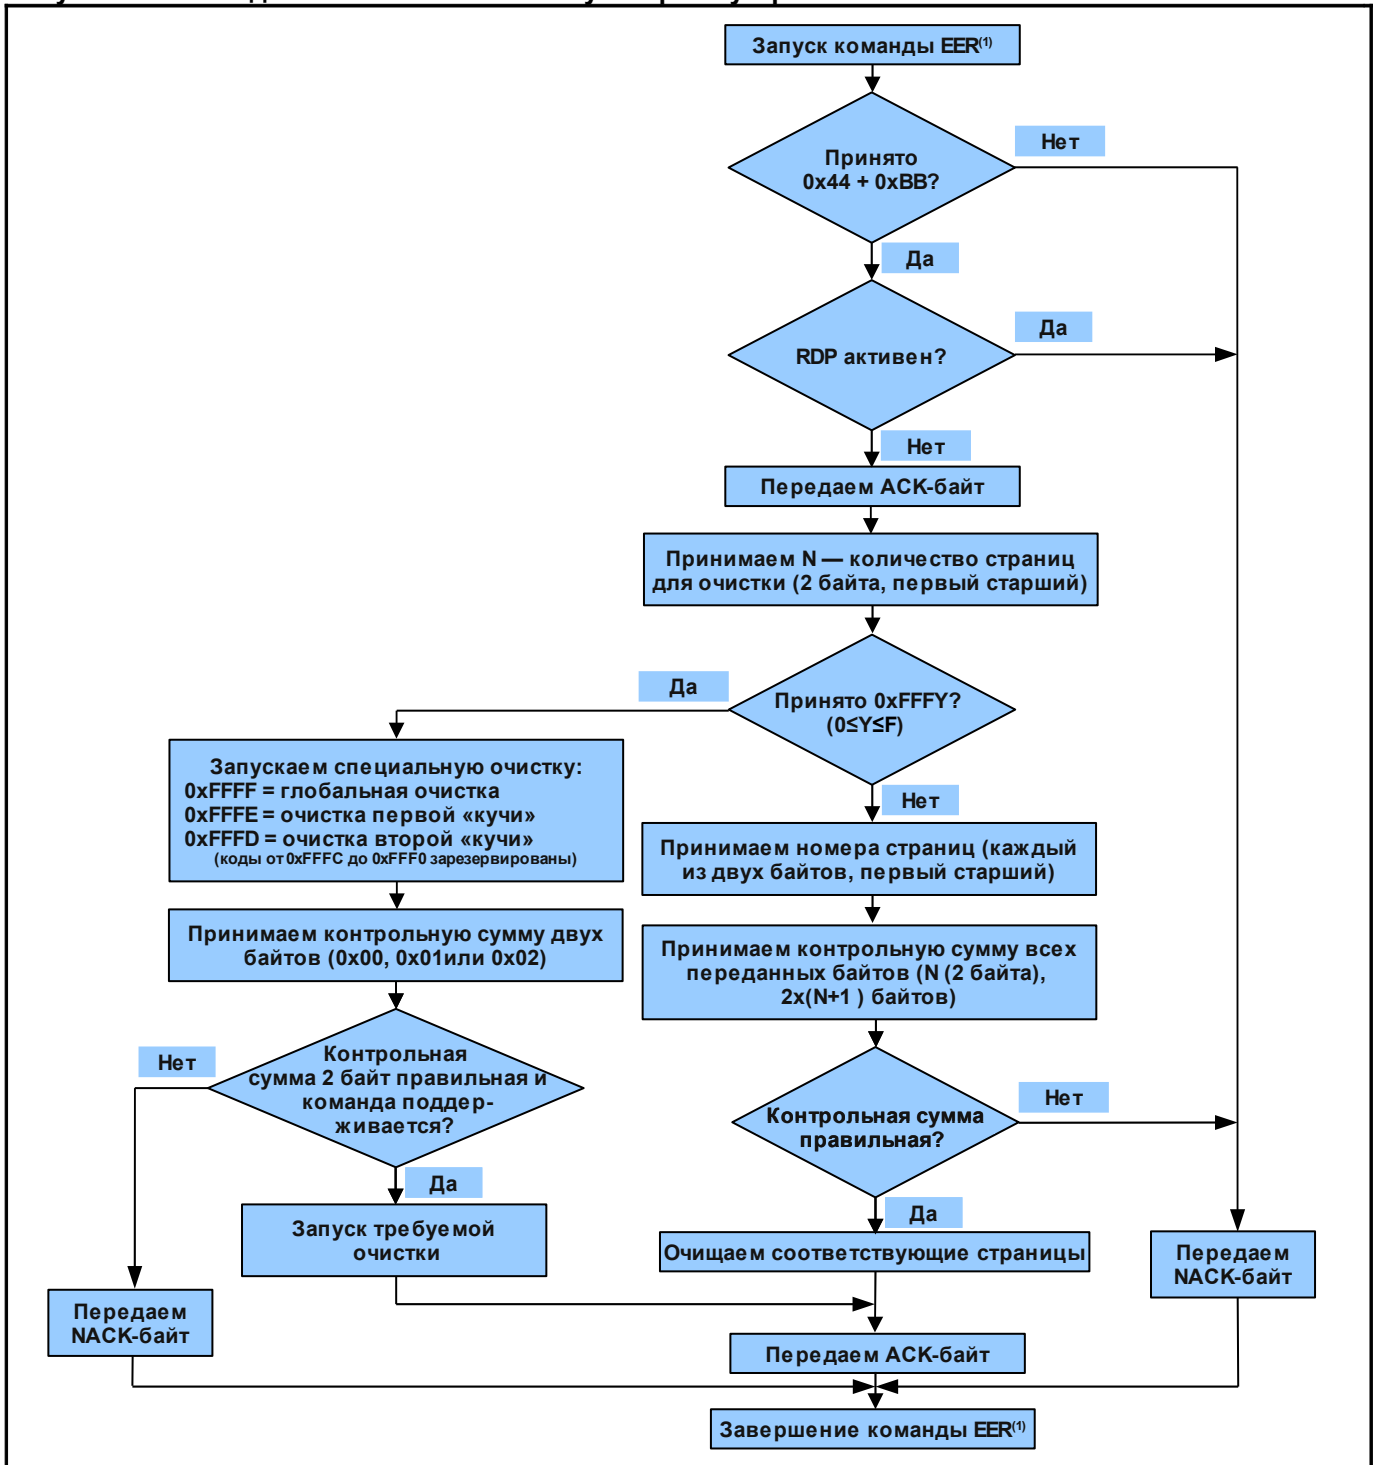 Запуск команды EER(1)
Принято
0x44 + 0xBB?
Нет
Да
RDP активен?
Да
Нет
Передаем ACK-байт
Принимаем N — количество страниц
для очистки (2 байта, первый старший)
Принято 0xFFFY?
(0≤Y≤F)
Да
Нет
Запускаем специальную очистку:
0xFFFF = глобальная очистка
0xFFFE = очистка первой «кучи»
0xFFFD = очистка второй «кучи»
(коды от 0xFFFC до 0xFFF0 зарезервированы)
Принимаем номера страниц (каждый
из двух байтов, первый старший)
Принимаем контрольную сумму двух
байтов (0x00, 0x01или 0x02)
Принимаем контрольную сумму всех
переданных байтов (N (2 байта),
2x(N+1 ) байтов)
Нет
Контрольная
сумма 2 байт правильная и
команда поддер-
живается?
Контрольная сумма
правильная?
Нет
Да
Да
Запуск требуемой
очистки
Очищаем соответствующие страницы
Передаем
NACK-байт
Передаем
NACK-байт
Передаем ACK-байт
Завершение команды EER(1)